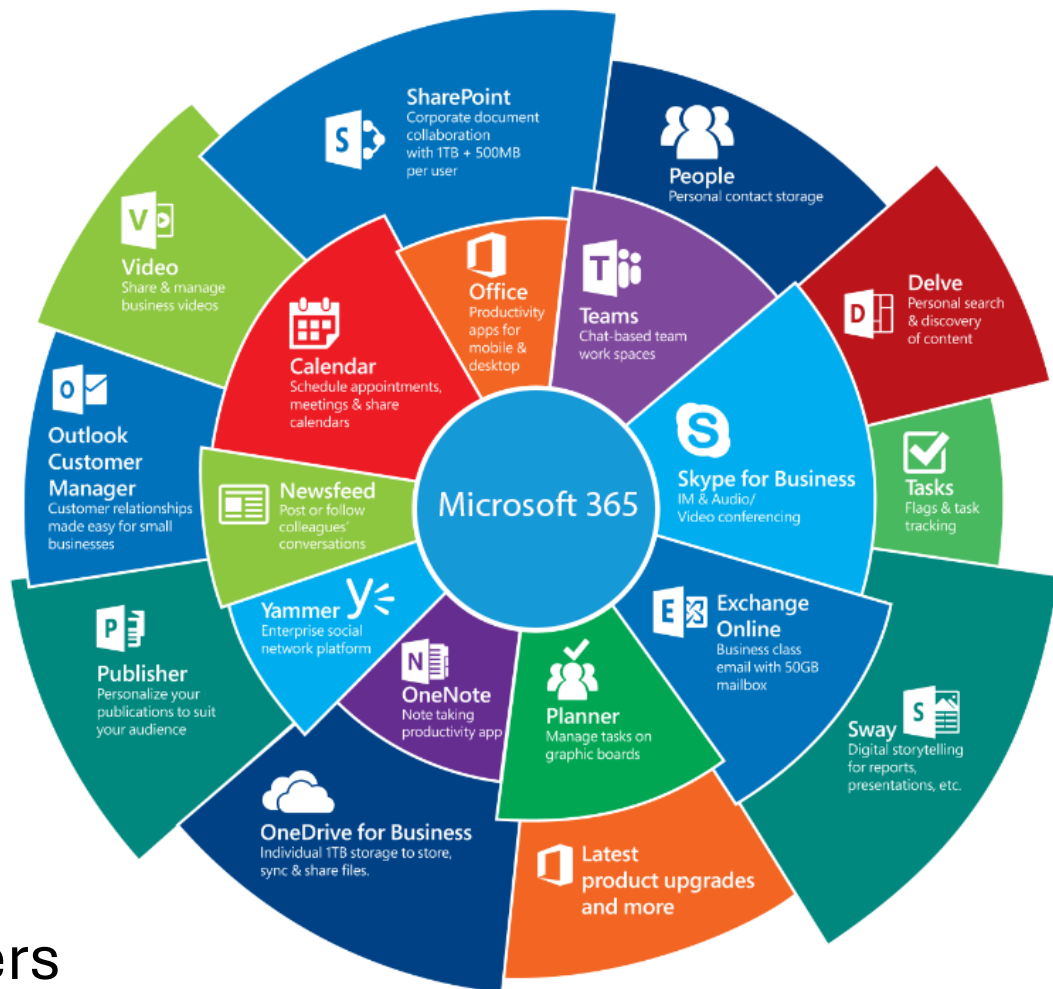 SharePoint
Corporate document
collaboration
with 1TB + 500MB
per user
People
Personal contact storage
Delve
Personal search
& discovery
of content
Tasks
Flags & task
tracking
Sway
Digital storytelling
for reports,
presentations, etc.
Latest
product upgrades
and more
OneDrive for Business
Individual 1TB storage to store,
sync & share files.
Publisher
Personalize your
publications to suit
your audience
Outlook
Customer
Manager
Customer relationships
made easy for small
businesses
Video
Share & manage
business videos
Office
Productivity
apps for
mobile &
desktop
Teams
Chat-based team
work spaces
Skype for Business
IM & Audio/
Video conferencing
Exchange
Online
Business class
email with 50GB
mailbox
Planner
Manage tasks on
graphic boards
OneNote
Note taking
productivity app
Yammer
Enterprise social
network platform
Newsfeed
Post or follow
colleagues'
conversations
Calendar
Schedule appointments,
meetings & share
calendars
Microsoft 365
ers